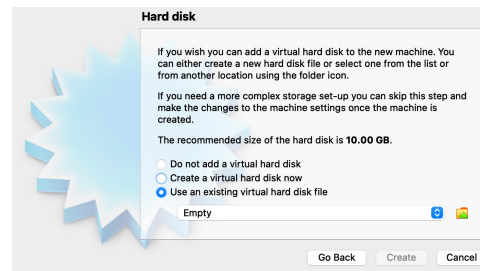 Hard disk
If you wish you can add a virtual hard disk to the new machine. You
can either create a new hard disk file or select one from the list or
from another location using the folder icon.
If you need a more complex storage set-up you can skip this step and
make the changes to the machine settings once the machine is
created.
The recommended size of the hard disk is 10.00 GB.
Do not add a virtual hard disk
Create a virtual hard disk now
Use an existing virtual hard disk file
Empty
Go Back Create Cancel